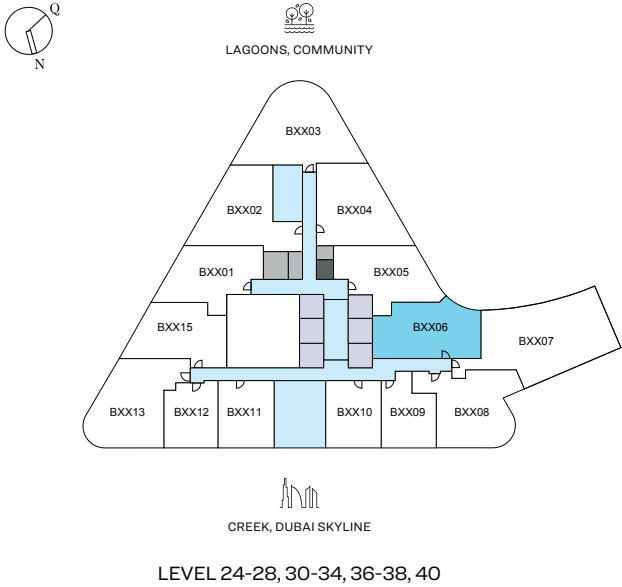 Q
N
LAGOONS, COMMUNITY
BXX03
BXX02
BXX04
BXX01
BXX05
BXX15
BXX06
BXX07
BXX13
BXX12
BXX11
BXX10
BXX09
BXX08
CREEK, DUBAI SKYLINE
LEVEL 24-28, 30-34, 36-38, 40